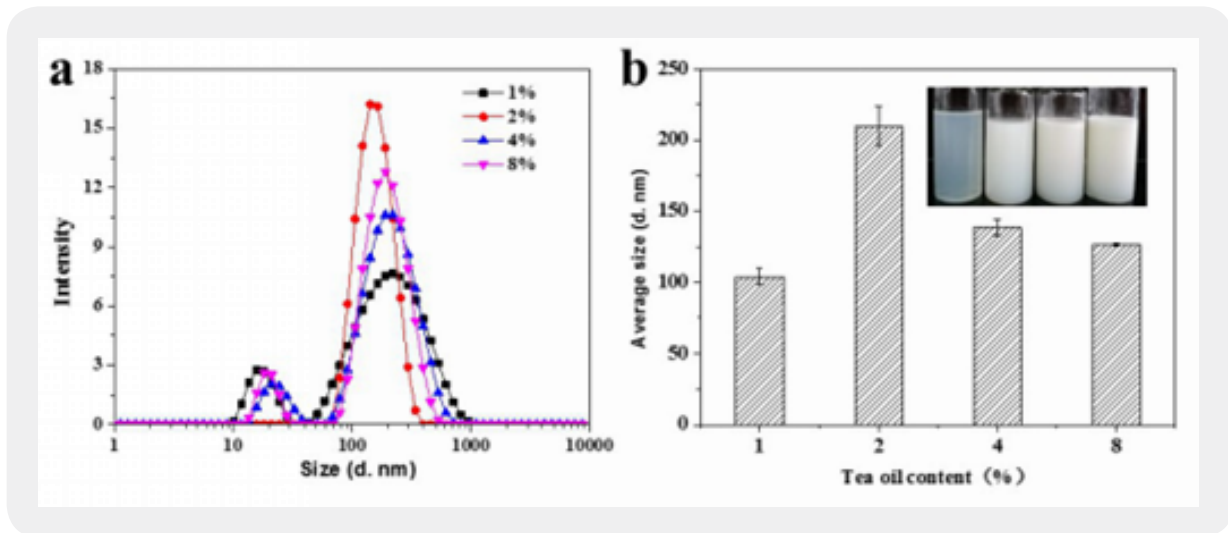 a
18
15
12
9
6
3
0
Intensity
1%
2%
4%
8%
1 10 100 1000 10000
Size (d. nm)
b
250
200
150
100
50
0
Average size (d. nm)
1 2 4 8
Tea oil content（%）